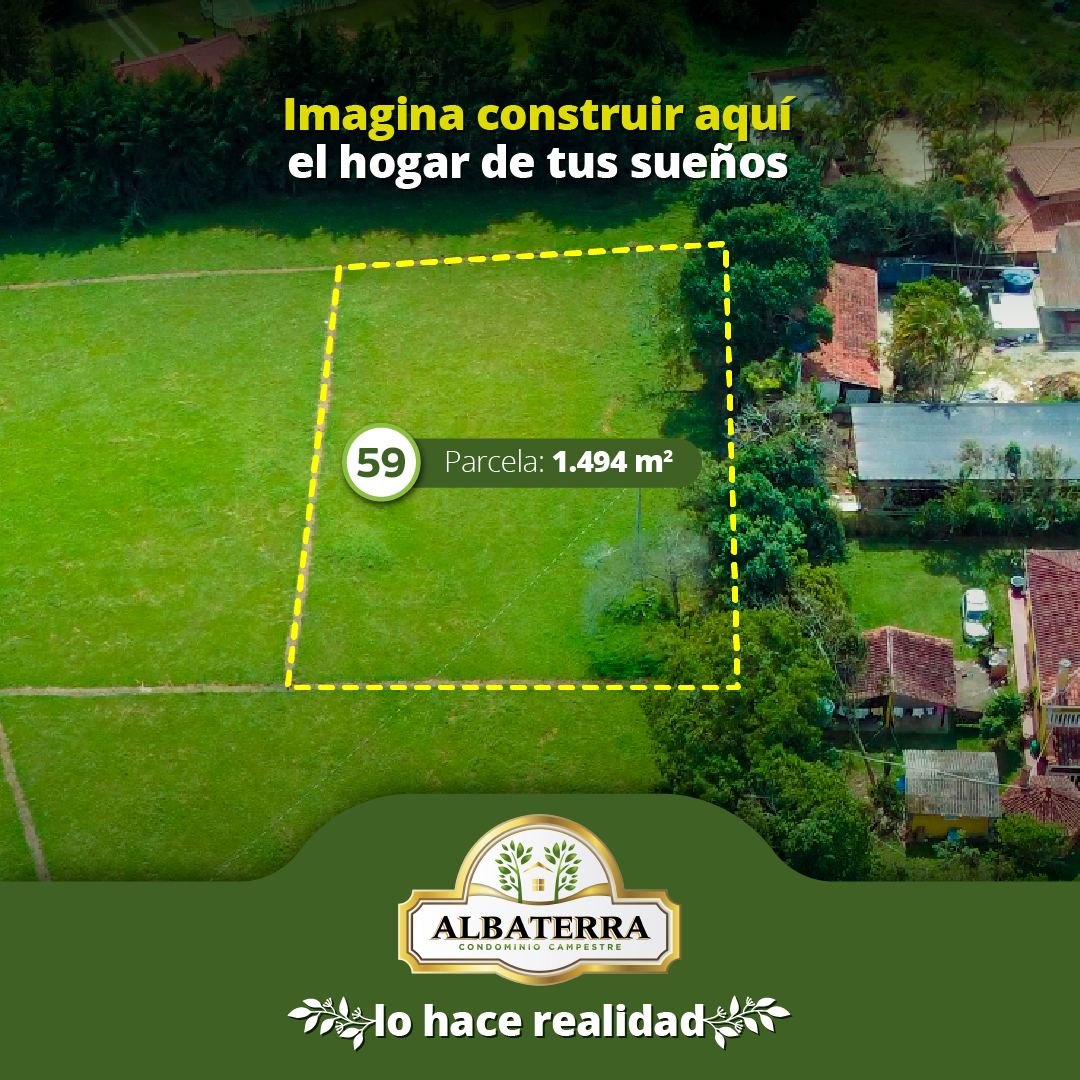 Imagina construir aquí
el hogar de tus sueños
59 Parcela: 1.494 m²
ALBATERRA
CONDOMINIO CAMPESTRE
lo hace realidad